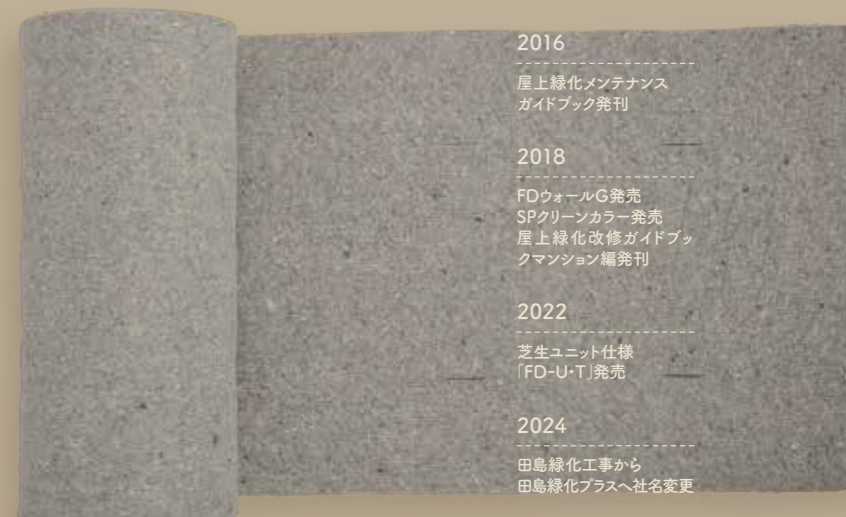 2016
屋上緑化メンテナンス
ガイドブック発刊
2018
FDウォールG発売
SPクリーンカラー発売
屋上緑化改修ガイドブッ
クマンション編発刊
2022
芝生ユニット仕様
「FD-U・T」発売
2024
田島緑化工事から
田島緑化プラスへ社名変更